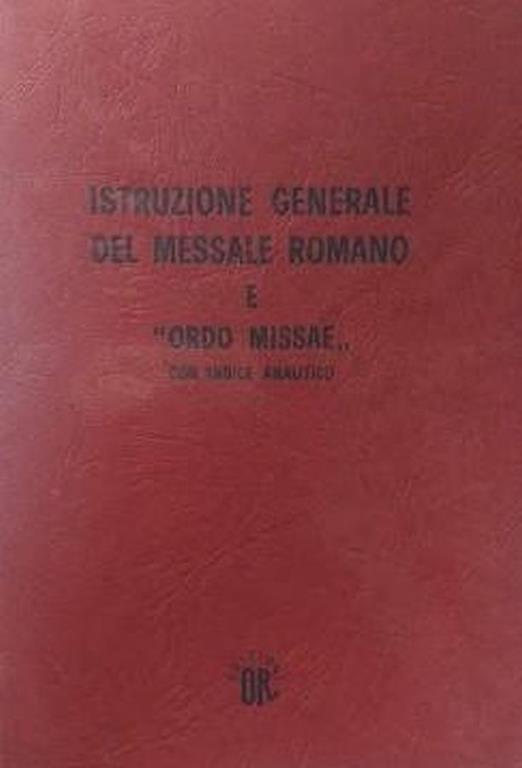 ISTRUZIONE GENERALE
DEL MESSALE ROMANO
E
"ORDO MISSAE„
CON INDICE ANALITICO
OR